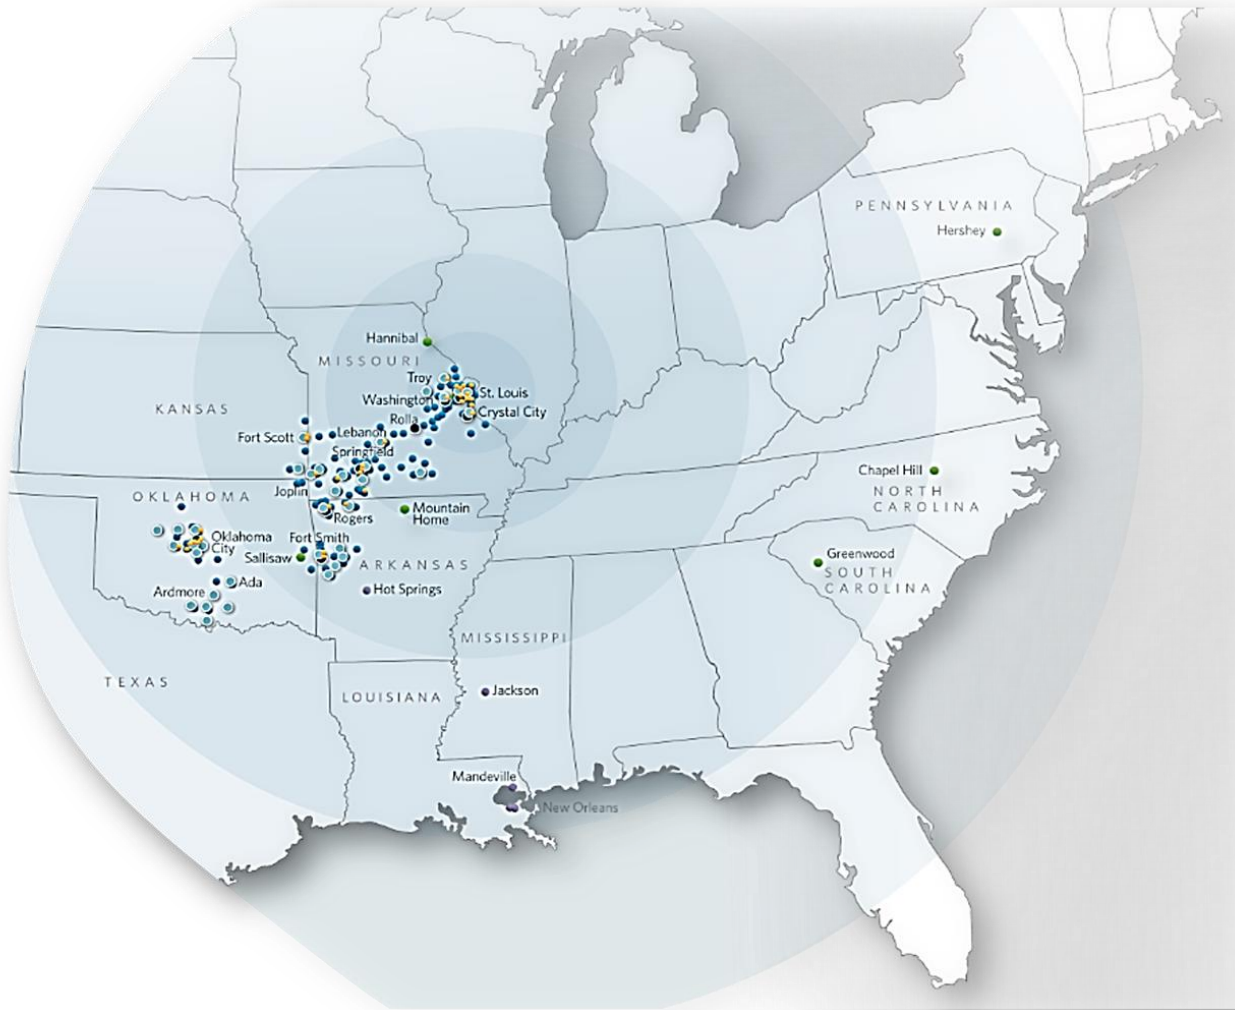 PENNSYLVANIA
Hershey
Hannibal
MISSOURI
Troy
St. Louis
Washington
KANSAS
Crystal City
Rolla
Lebanon
Fort Scott
Springfield
Chapel Hill
Joplin
NORTH
CAROLINA
OKLAHOMA
Mountain
Home
Rogers
Oklahoma
City
Fort Smith
Sallisaw
Greenwood
ARKANSAS
SOUTH
CAROLINA
Ada
Ardmore
Hot Springs
MISSISSIPPI
TEXAS
LOUISIANA
Jackson
Mandeville
New Orleans